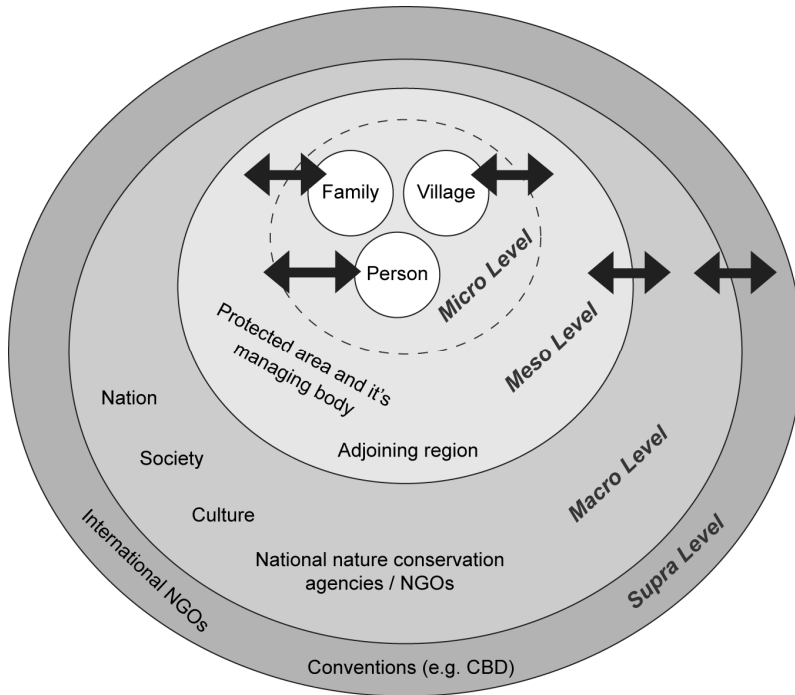 Family
Village
Person
Micro Level
Protected area and it's
managing body
Meso Level
Adjoining region
Nation
Society
Culture
National nature conservation
agencies / NGOs
Macro Level
International NGOs
Conventions (e.g. CBD)
Supra Level